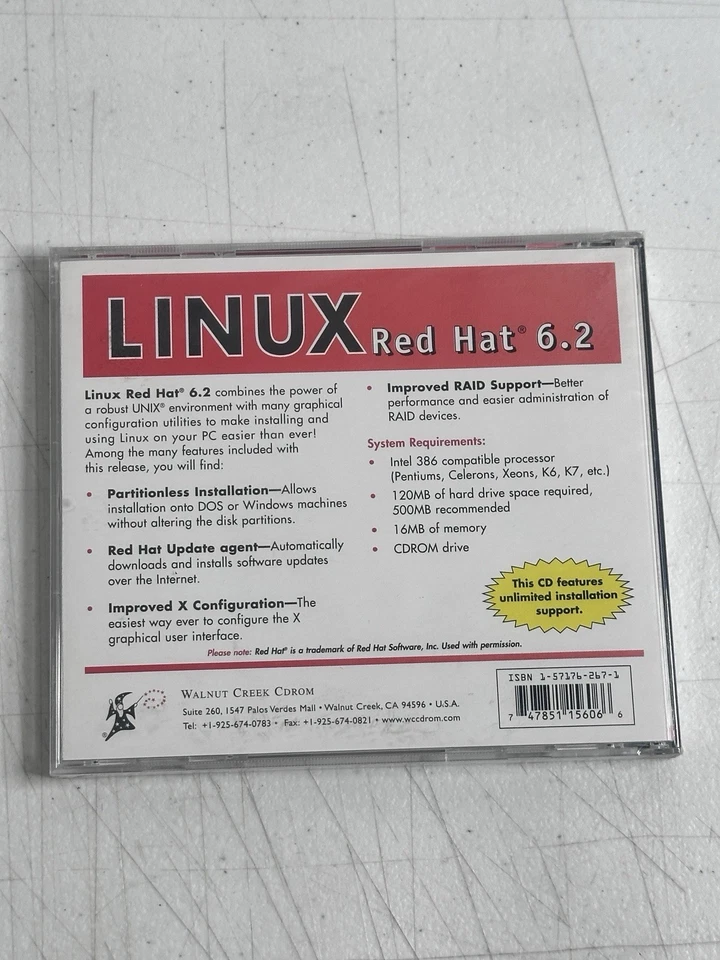 LINUX Red Hat® 6.2
Linux Red Hat® 6.2 combines the power of
a robust UNIX® environment with many graphical
configuration utilities to make installing and
using Linux on your PC easier than ever!
Among the many features included with
this release, you will find:
• Partitionless Installation—Allows
installation onto DOS or Windows machines
without altering the disk partitions.
• Red Hat Update agent—Automatically
downloads and installs software updates
over the Internet.
• Improved X Configuration—The
easiest way ever to configure the X
graphical user interface.
• Improved RAID Support—Better
performance and easier administration of
RAID devices.
System Requirements:
• Intel 386 compatible processor
(Pentiums, Celerons, Xeons, K6, K7, etc.)
• 120MB of hard drive space required,
500MB recommended
• 16MB of memory
• CDROM drive
This CD features
unlimited installation
support.
Please note: Red Hat® is a trademark of Red Hat Software, Inc. Used with permission.
®
WALNUT CREEK CDROM
Suite 260, 1547 Palos Verdes Mall • Walnut Creek, CA 94596 • U.S.A.
Tel: +1-925-674-0783 • Fax: +1-925-674-0821 • www.wccdrom.com
ISBN 1-57176-267-1
7 47851 15606 6